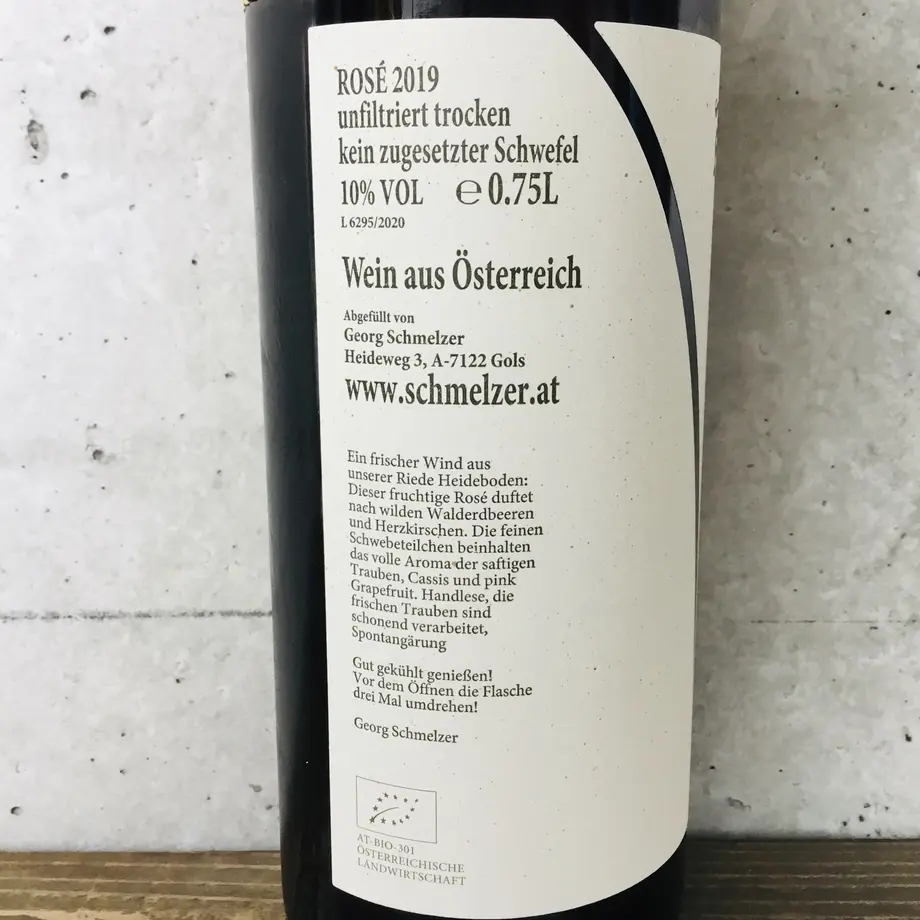 ROSÉ 2019
unfiltriert trocken
kein zugesetzter Schwefel
10% VOL ℮ 0.75L
L 6295/2020
Wein aus Österreich
Abgefüllt von
Georg Schmelzer
Heideweg 3, A-7122 Gols
www.schmelzer.at
Ein frischer Wind aus
unserer Riede Heideboden:
Dieser fruchtige Rosé duftet
nach wilden Walderdbeeren
und Herzkirschen. Die feinen
Schwebeteilchen beinhalten
das volle Aroma der saftigen
Trauben, Cassis und pink
Grapefruit. Handlese, die
frischen Trauben sind
schonend verarbeitet,
Spontangärung
Gut gekühlt genießen!
Vor dem Öffnen die Flasche
drei Mal umdrehen!
Georg Schmelzer
AT-BIO-301
ÖSTERREICHISCHE
LANDWIRTSCHAFT